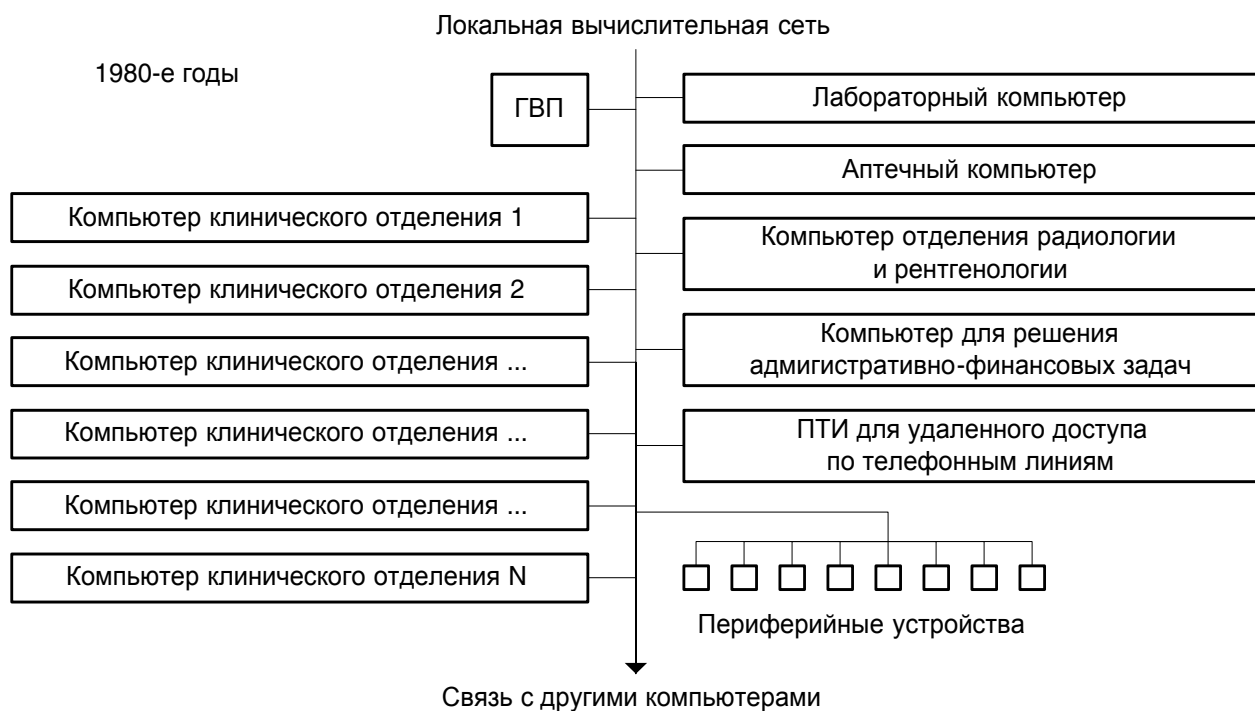 Локальная вычислительная сеть
1980-е годы
ГВП
Лабораторный компьютер
Аптечный компьютер
Компьютер клинического отделения 1
Компьютер отделения радиологии
и рентгенологии
Компьютер клинического отделения 2
Компьютер клинического отделения ...
Компьютер для решения
адмигистративно-финансовых задач
Компьютер клинического отделения ...
ПТИ для удаленного доступа
по телефонным линиям
Компьютер клинического отделения ...
Компьютер клинического отделения N
Периферийные устройства
Связь с другими компьютерами